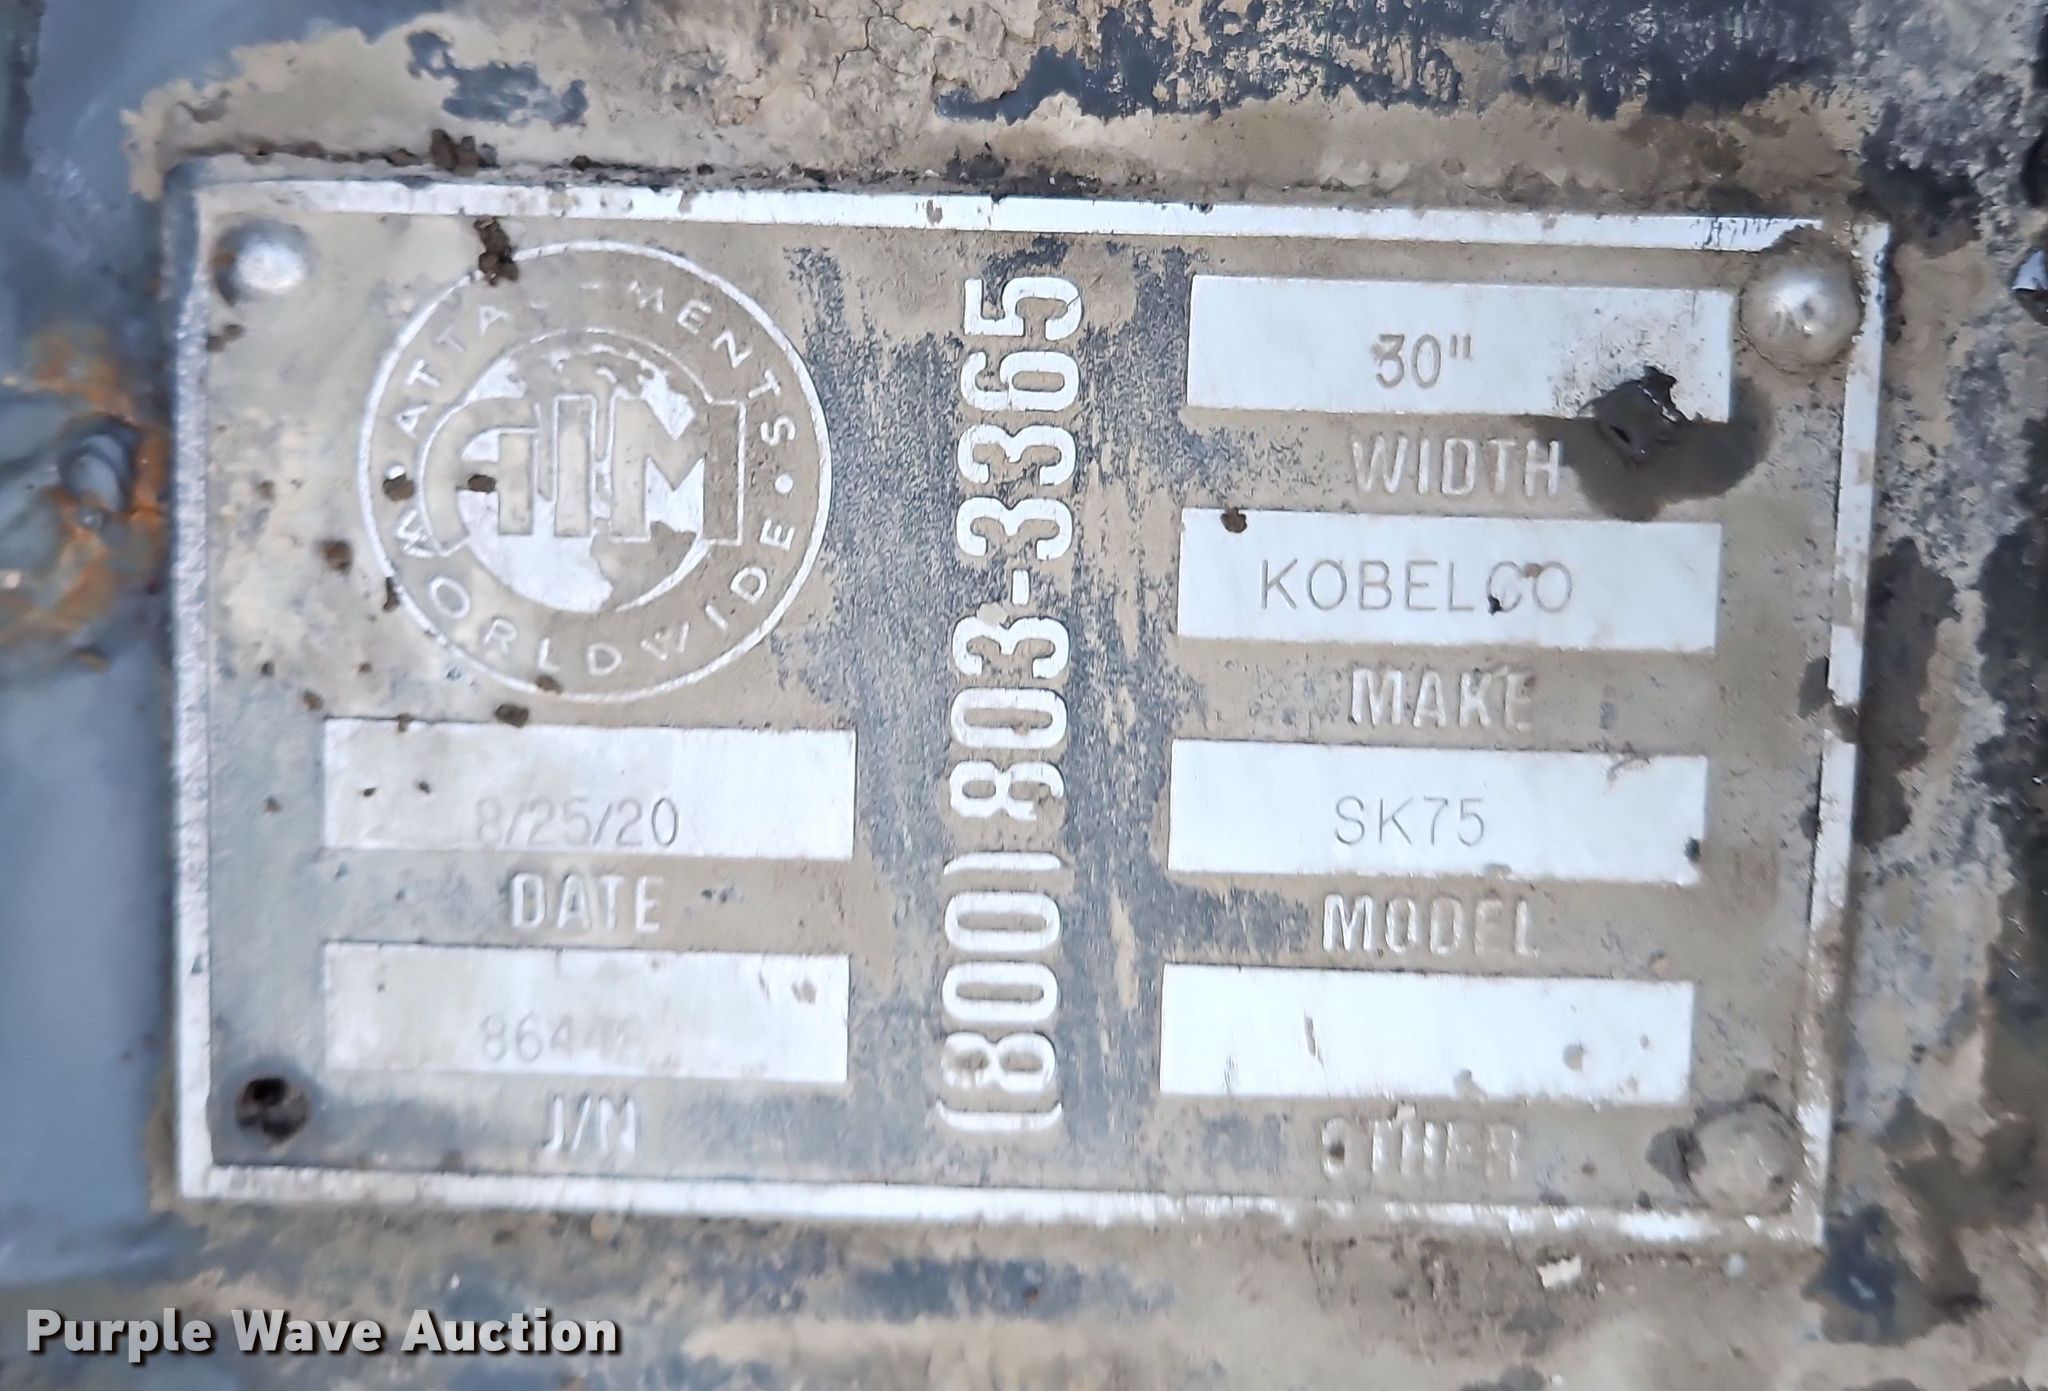 ATTACHMENTS
WORLDWIDE
AIM
8/25/20
DATE
J/N
(800) 803-3365
30"
WIDTH
KOBELCO
MAKE
SK75
MODEL
OTHER
Purple Wave Auction